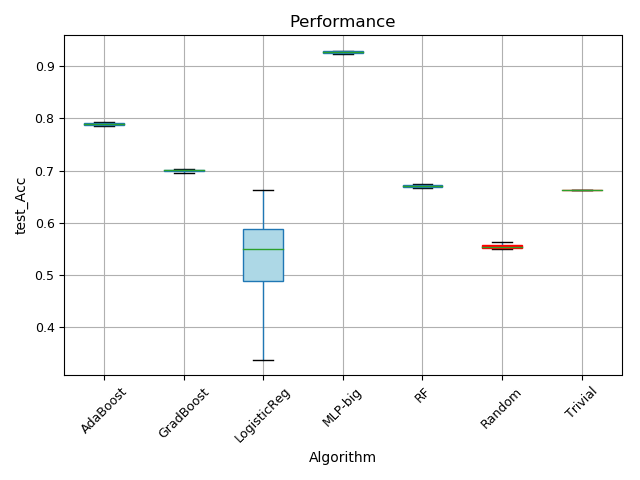 Performance
test_Acc
0.9
0.8
0.7
0.6
0.5
0.4
AdaBoost
GradBoost
LogisticReg
MLP-big
RF
Random
Trivial
Algorithm